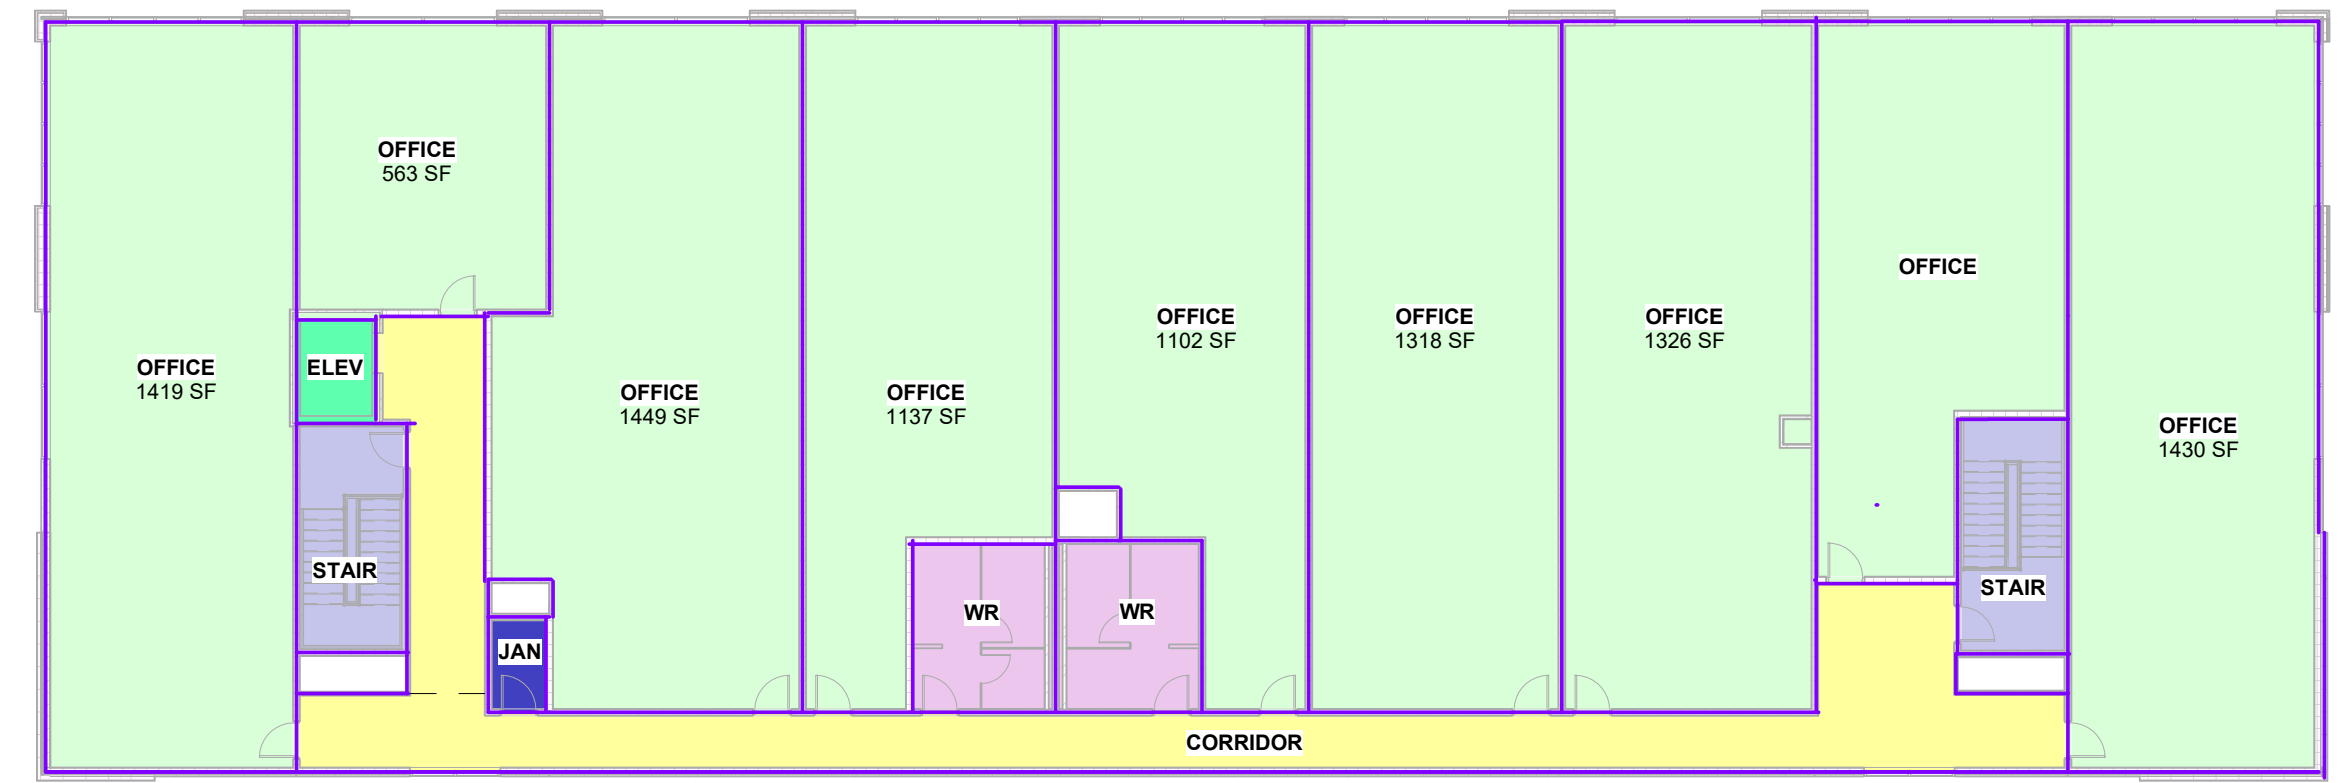 OFFICE
563 SF
OFFICE
OFFICE
1102 SF
OFFICE
1318 SF
OFFICE
1326 SF
OFFICE
1419 SF
ELEV
OFFICE
1449 SF
OFFICE
1137 SF
OFFICE
1430 SF
STAIR
STAIR
WR
WR
JAN
CORRIDOR